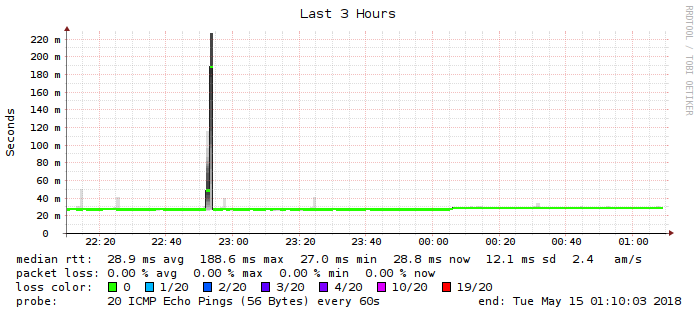 Last 3 Hours
RRDTOOL / TOBI OETIKER
Seconds
220 m
200 m
180 m
160 m
140 m
120 m
100 m
80 m
60 m
40 m
20 m
0
22:20 22:40 23:00 23:20 23:40 00:00 00:20 00:40 01:00
median rtt: 28.9 ms avg 188.6 ms max 27.0 ms min 28.8 ms now 12.1 ms sd 2.4 am/s
packet loss: 0.00 % avg 0.00 % max 0.00 % min 0.00 % now
loss color: 0 1/20 2/20 3/20 4/20 10/20 19/20
probe: 20 ICMP Echo Pings (56 Bytes) every 60s end: Tue May 15 01:10:03 2018